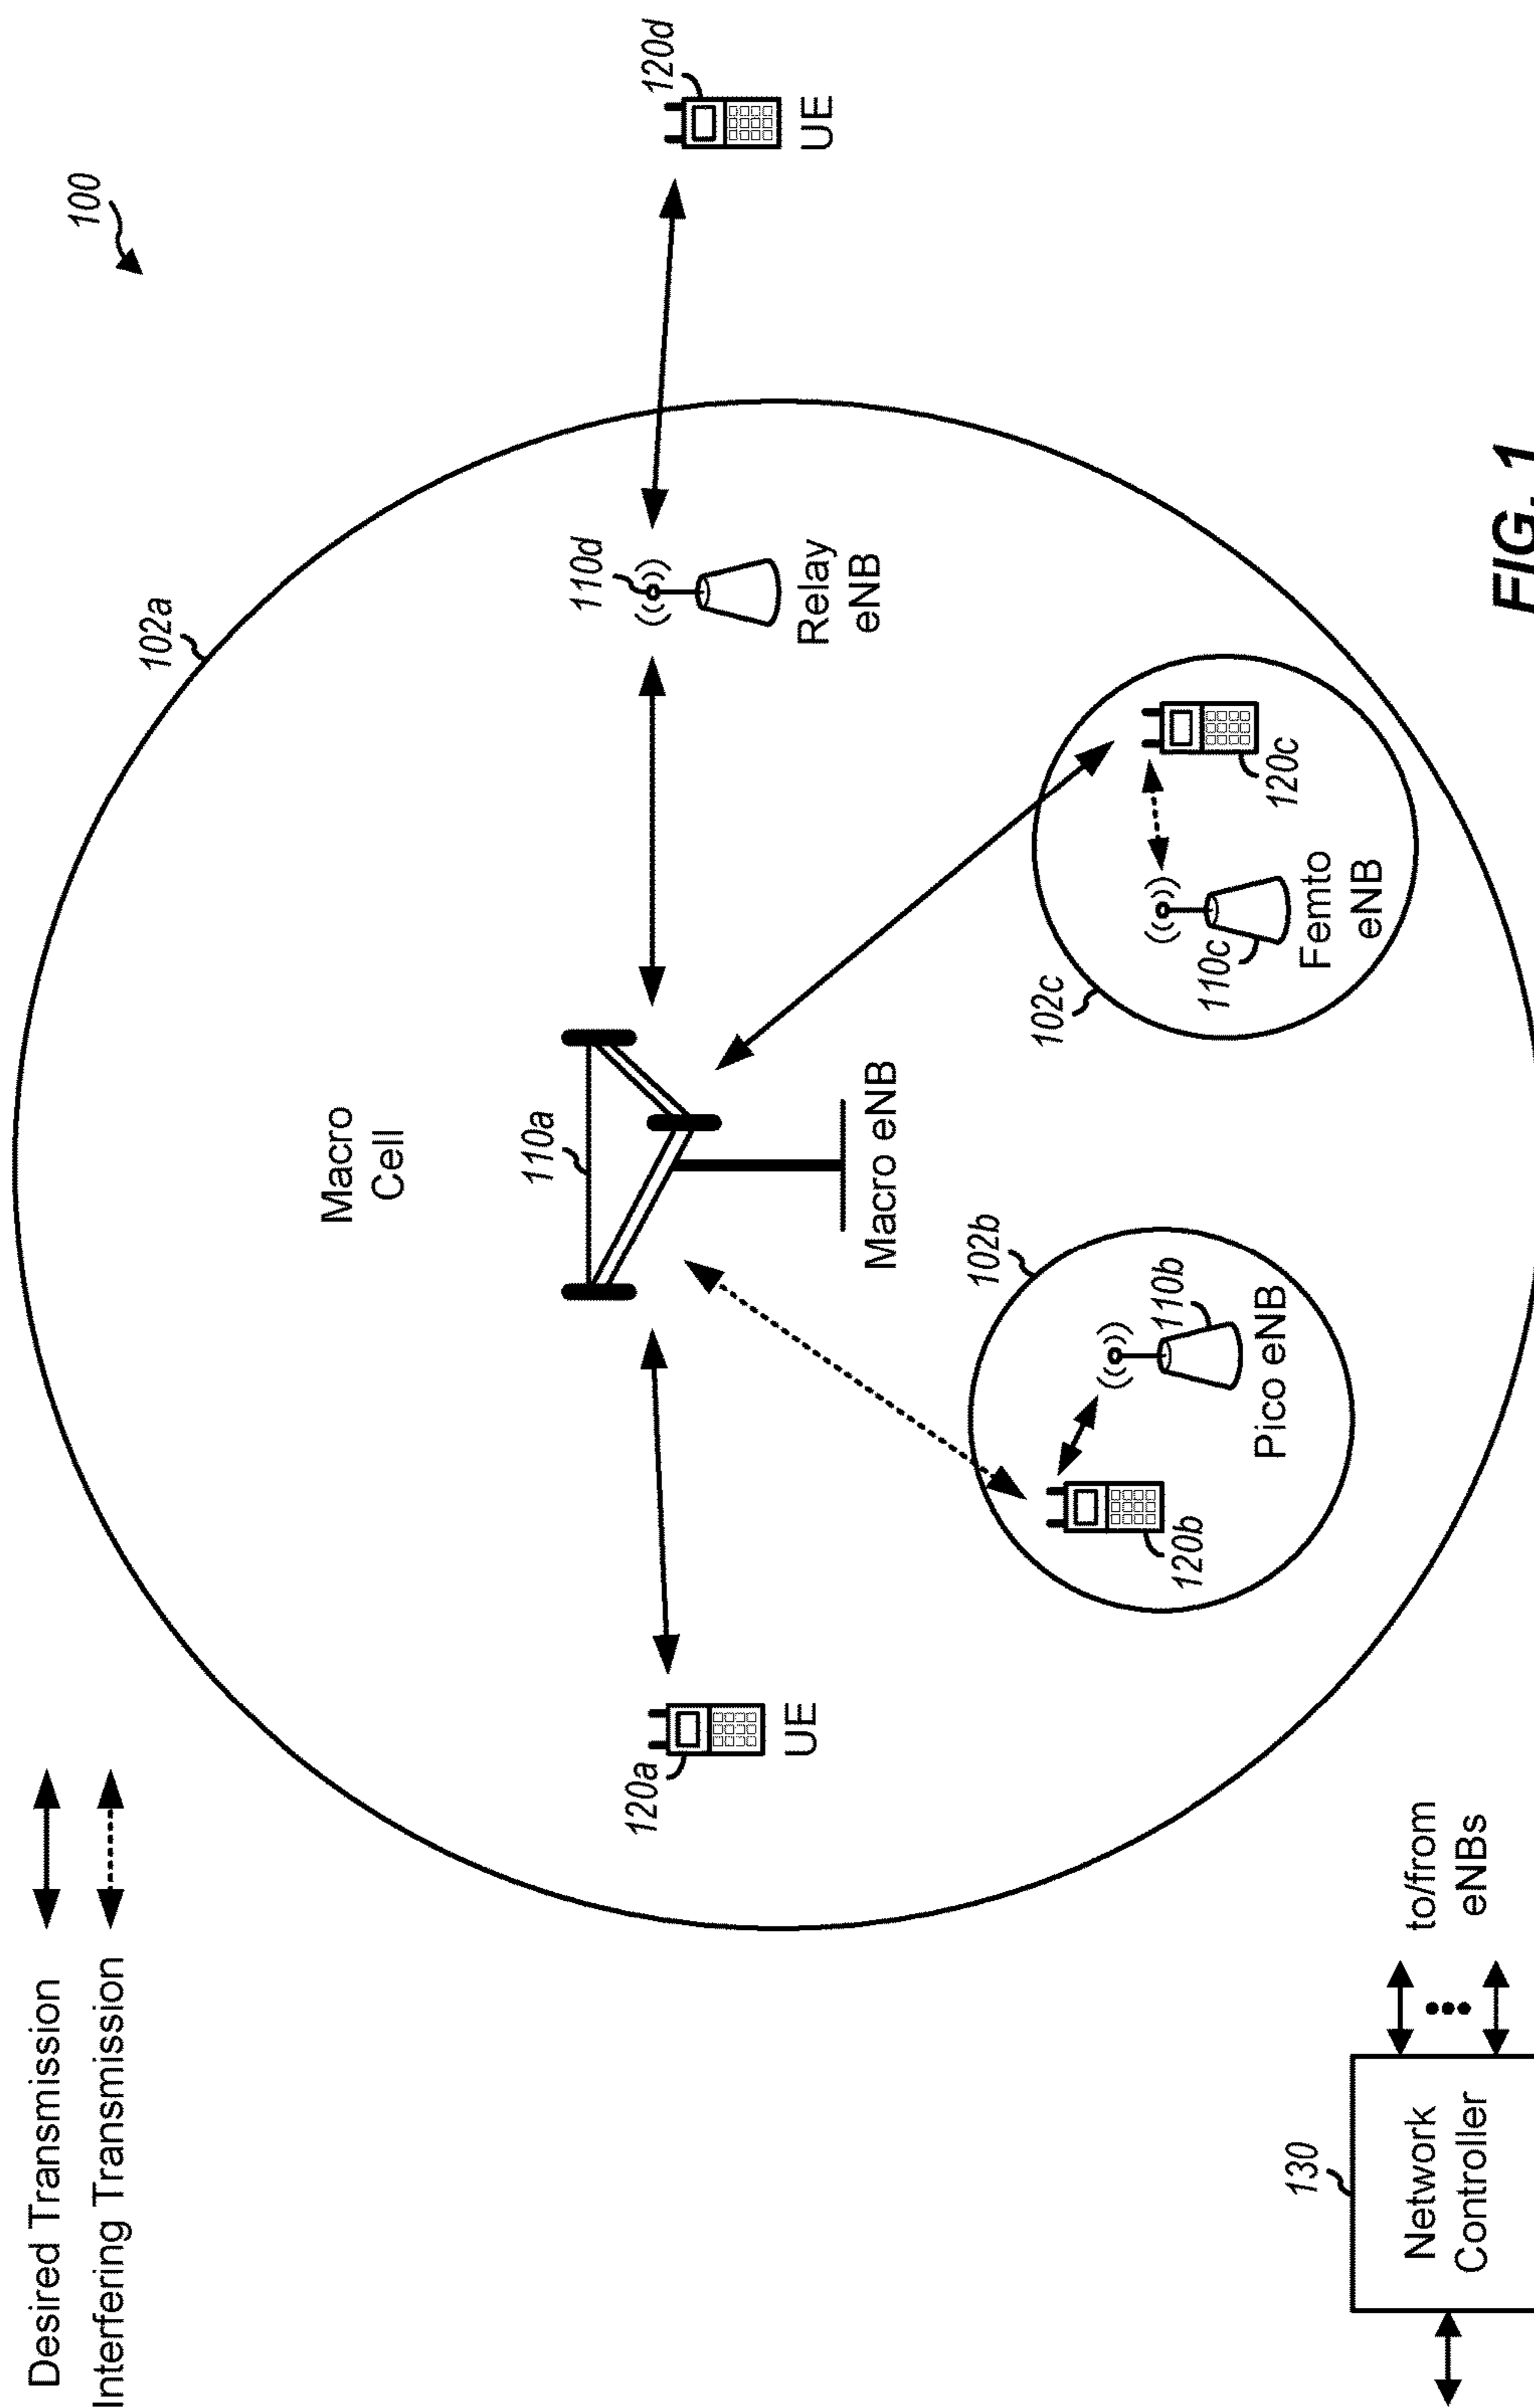 Desired Transmission
Interfering Transmission
100
102a
Macro
Cell
110a
110d
120a
120d
UE
Relay
eNB
UE
Macro eNB
102b
102c
110b
120b
Pico eNB
110c
120c
Femto
eNB
130
Network
Controller
to/from
eNBs
FIG. 1